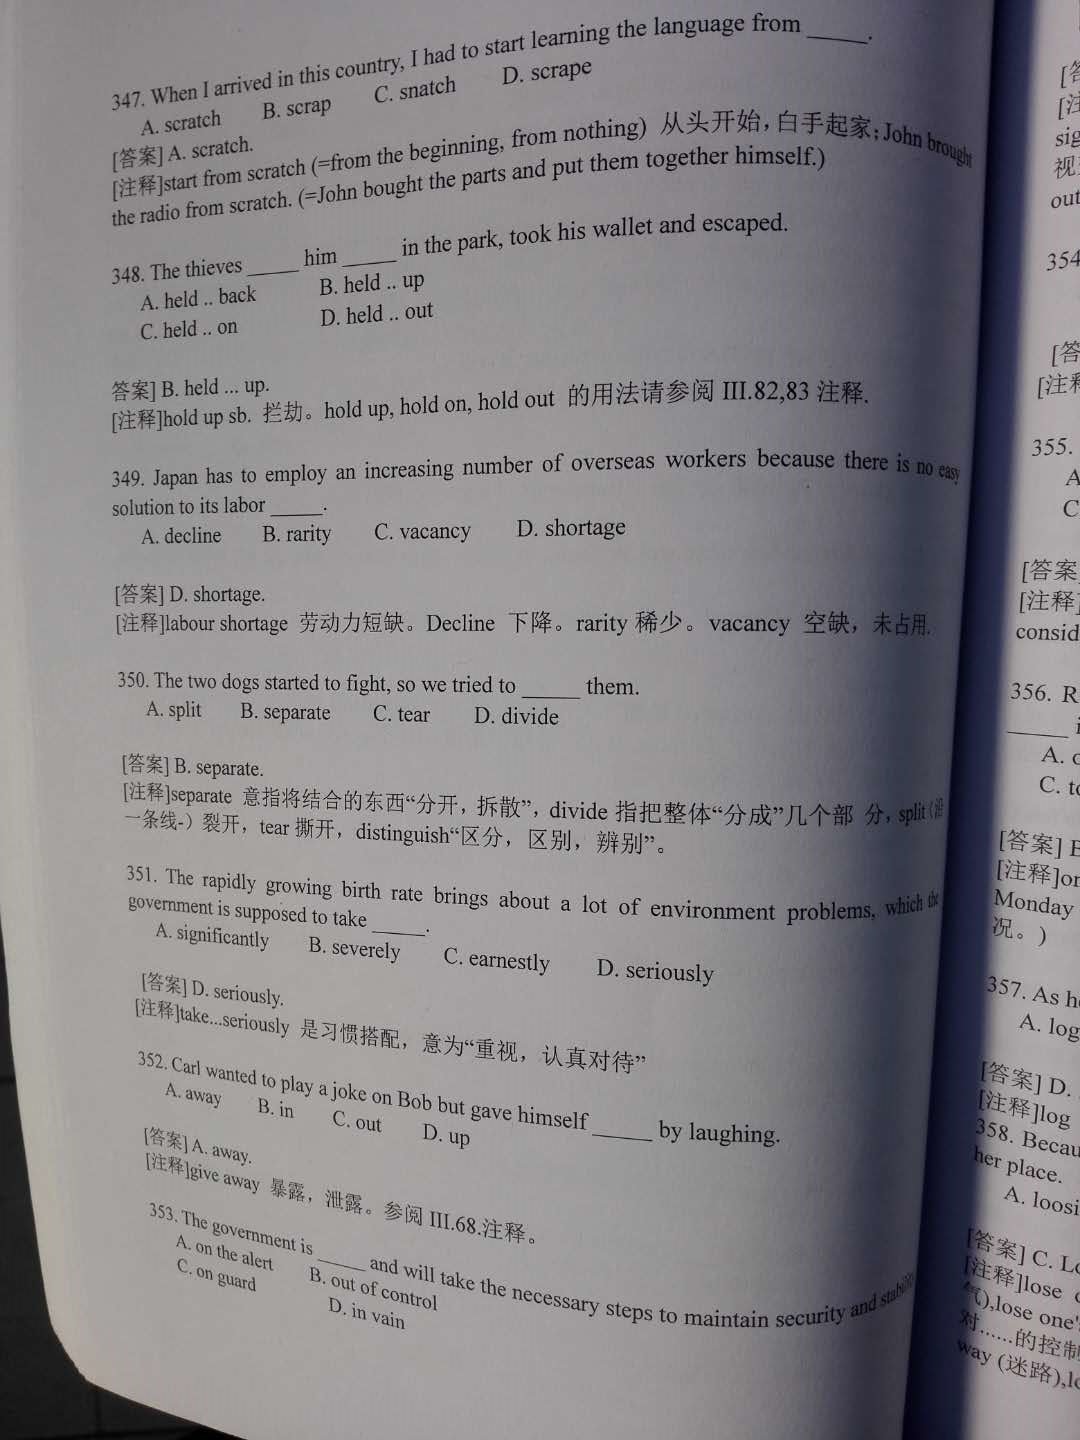 347. When I arrived in this country, I had to start learning the language from _____.
A. scratch B. scrap C. snatch D. scrape
[答案] A. scratch.
[注释]start from scratch (=from the beginning, from nothing) 从头开始，白手起家；John brought
the radio from scratch. (=John bought the parts and put them together himself.)
348. The thieves _____ him _____ in the park, took his wallet and escaped.
A. held .. back B. held .. up
C. held .. on D. held .. out
答案] B. held ... up.
[注释]hold up sb. 拦劫。hold up, hold on, hold out 的用法请参阅 III.82,83 注释.
349. Japan has to employ an increasing number of overseas workers because there is no easy
solution to its labor _____.
A. decline B. rarity C. vacancy D. shortage
[答案] D. shortage.
[注释]labour shortage 劳动力短缺。Decline 下降。rarity 稀少。vacancy 空缺，未占用.
350. The two dogs started to fight, so we tried to _____ them.
A. split B. separate C. tear D. divide
[答案] B. separate.
[注释]separate 意指将结合的东西“分开，拆散”，divide 指把整体“分成”几个部 分，split（沿
一条线-）裂开，tear 撕开，distinguish“区分，区别，辨别”。
351. The rapidly growing birth rate brings about a lot of environment problems, which the
government is supposed to take _____.
A. significantly B. severely C. earnestly D. seriously
[答案] D. seriously.
[注释]take...seriously 是习惯搭配，意为“重视，认真对待”
352. Carl wanted to play a joke on Bob but gave himself _____ by laughing.
A. away B. in C. out D. up
[答案] A. away.
[注释]give away 暴露，泄露。参阅 III.68.注释。
353. The government is _____ and will take the necessary steps to maintain security and stability
A. on the alert B. out of control
C. on guard D. in vain
[注
out
354
[答
[注释
355.
A
C
[答案
[注释]
consid
356. R
A. c
C. to
[答案] B
[注释]or
Monday
况。)
357. As h
A. log
[答案] D.
[注释]log
358. Becau
her place.
A. loosi
[答案] C. Lo
[注释]lose
气),lose one'
对……的控制
way (迷路),lo